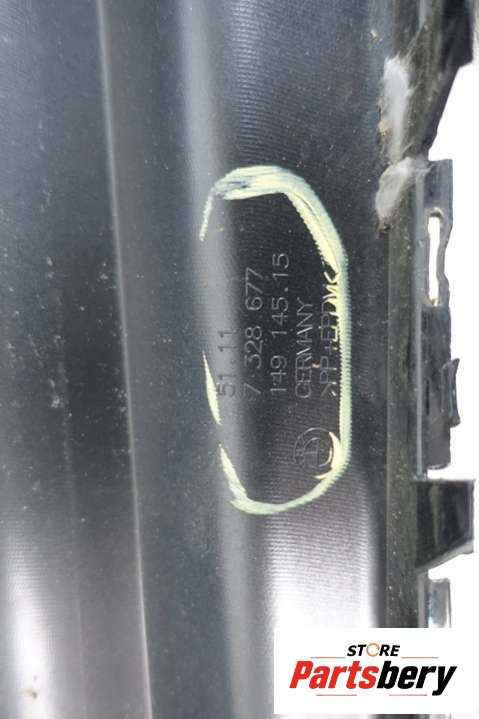 51.11
7 328 677
149 145.15
GERMANY
STORE
Partsbery